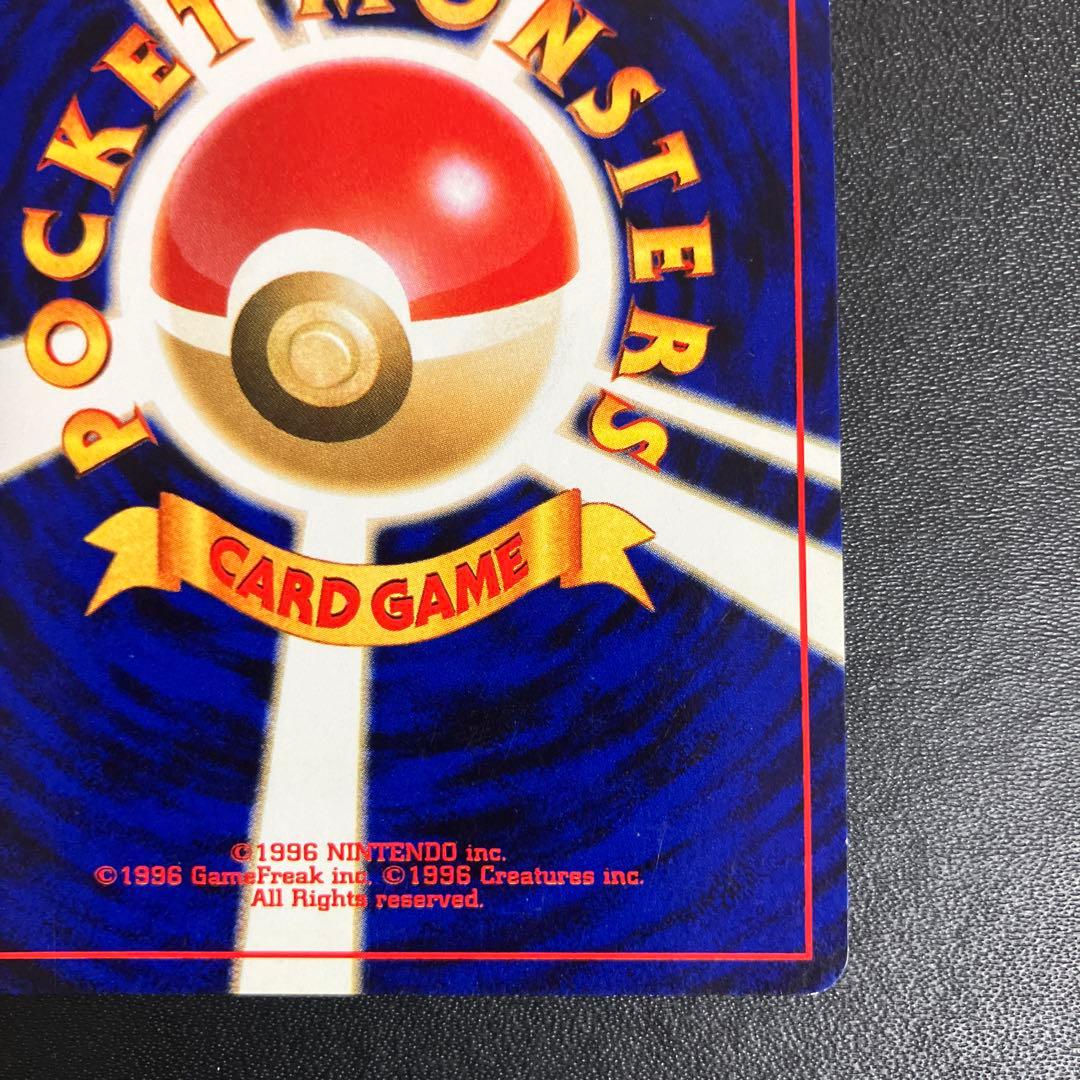 POCKET MONSTERS
CARD GAME
©1996 NINTENDO inc.
©1996 GameFreak inc. ©1996 Creatures inc.
All Rights reserved.